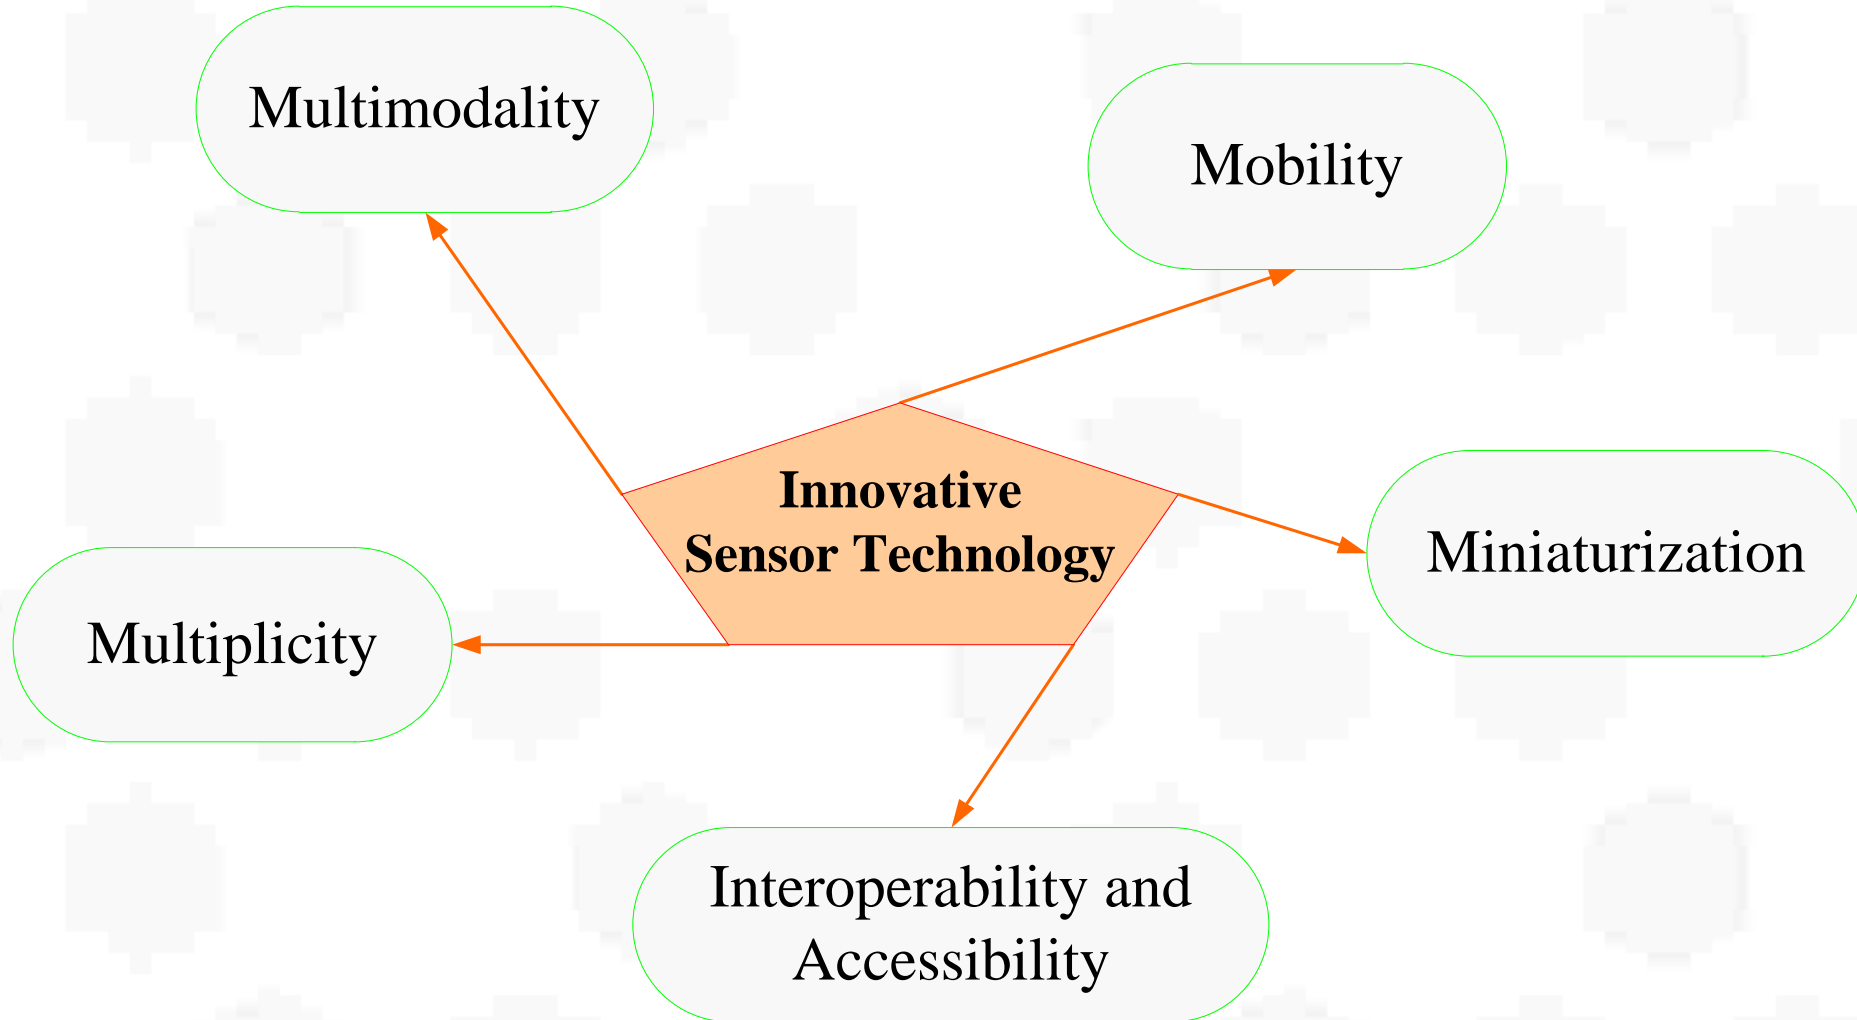 Multimodality
Mobility
Innovative
Sensor Technology
Miniaturization
Multiplicity
Interoperability and
Accessibility